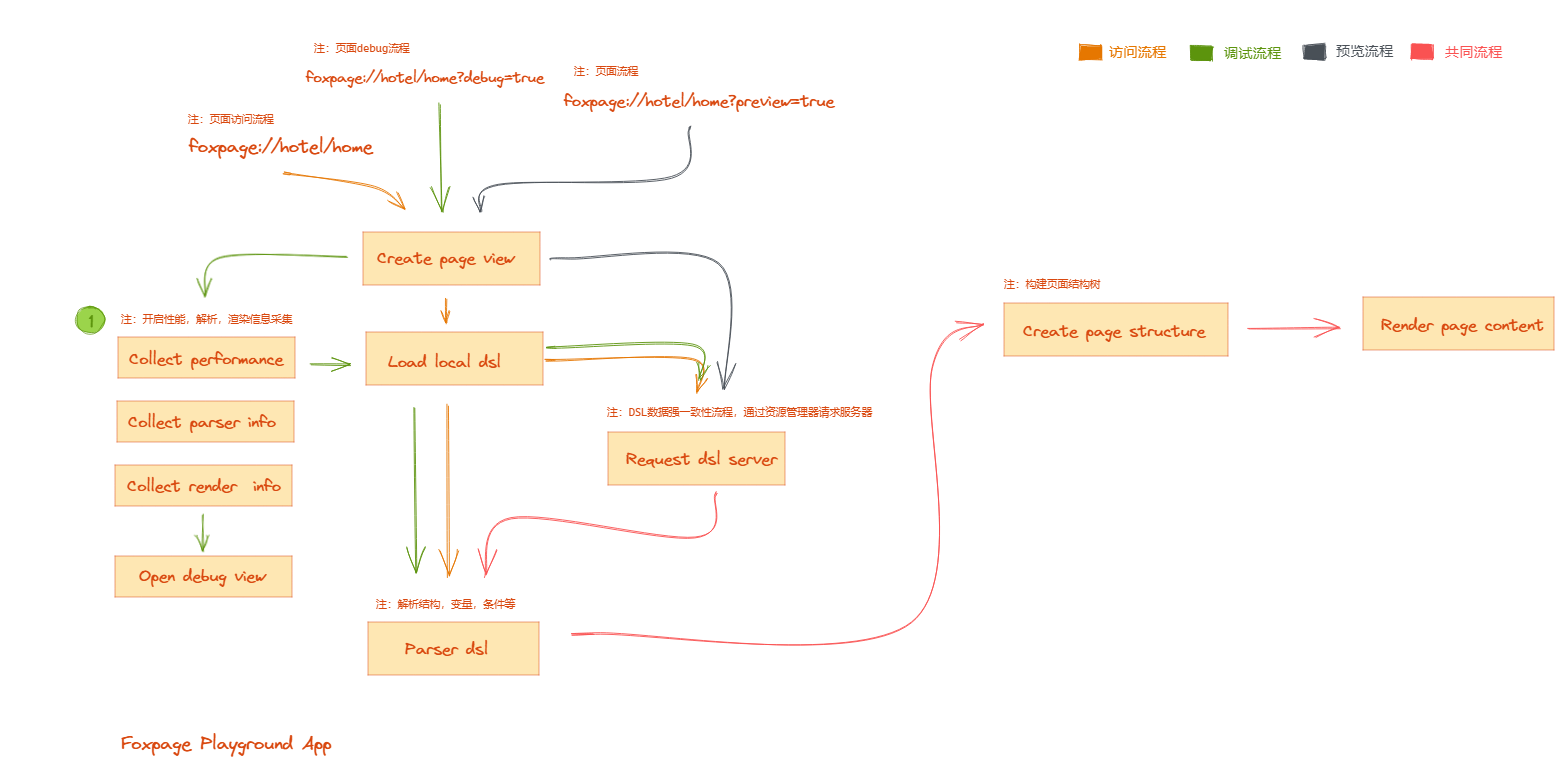 注：页面debug流程
foxpage://hotel/home?debug=true
注：页面流程
foxpage://hotel/home?preview=true
注：页面访问流程
foxpage://hotel/home
访问流程
调试流程
预览流程
共同流程
Create page view
1
注：开启性能，解析，渲染信息采集
Collect performance
Load local dsl
Collect parser info
Collect render info
Open debug view
注：DSL数据强一致性流程，通过资源管理器请求服务器
Request dsl server
注：解析结构，变量，条件等
Parser dsl
注：构建页面结构树
Create page structure
Render page content
Foxpage Playground App